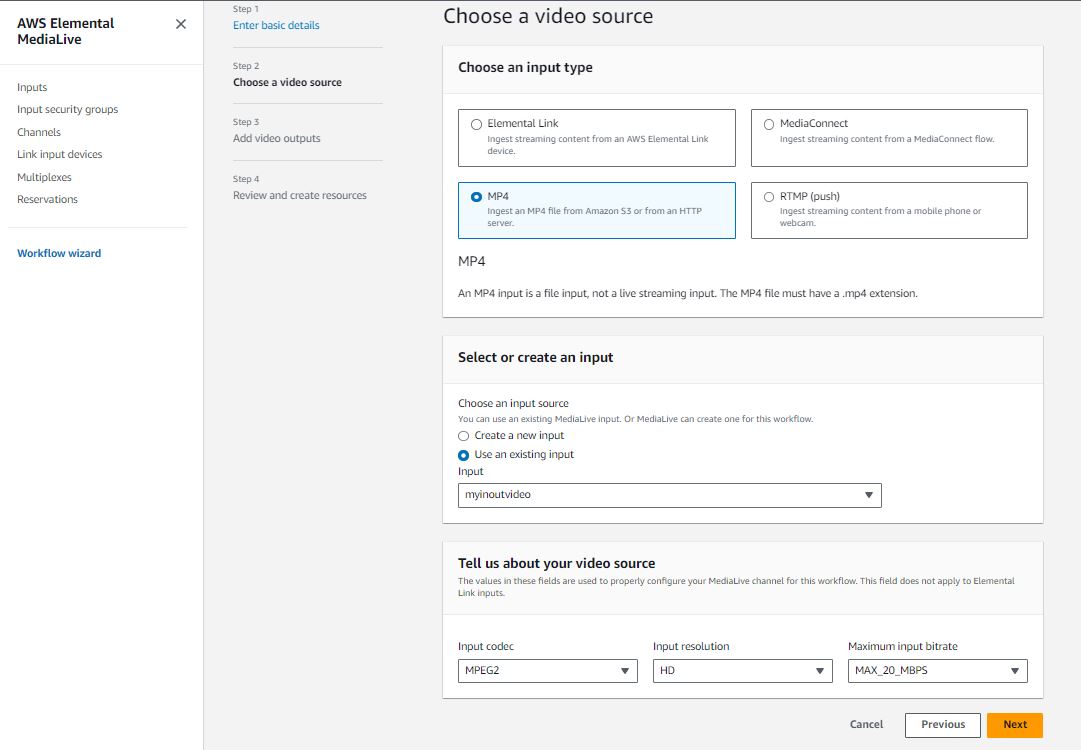 AWS Elemental
MediaLive
Inputs
Input security groups
Channels
Link input devices
Multiplexes
Reservations
Workflow wizard
Step 1
Enter basic details
Step 2
Choose a video source
Step 3
Add video outputs
Step 4
Review and create resources
Choose a video source
Choose an input type
Elemental Link
Ingest streaming content from an AWS Elemental Link
device.
MediaConnect
Ingest streaming content from a MediaConnect flow.
MP4
Ingest an MP4 file from Amazon S3 or from an HTTP
server.
RTMP (push)
Ingest streaming content from a mobile phone or
webcam.
MP4
An MP4 input is a file input, not a live streaming input. The MP4 file must have a .mp4 extension.
Select or create an input
Choose an input source
You can use an existing MediaLive input. Or MediaLive can create one for this workflow.
Create a new input
Use an existing input
Input
myinoutvideo
Tell us about your video source
The values in these fields are used to properly configure your MediaLive channel for this workflow. This field does not apply to Elemental
Link inputs.
Input codec
MPEG2
Input resolution
HD
Maximum input bitrate
MAX_20_MBPS
Cancel
Previous
Next